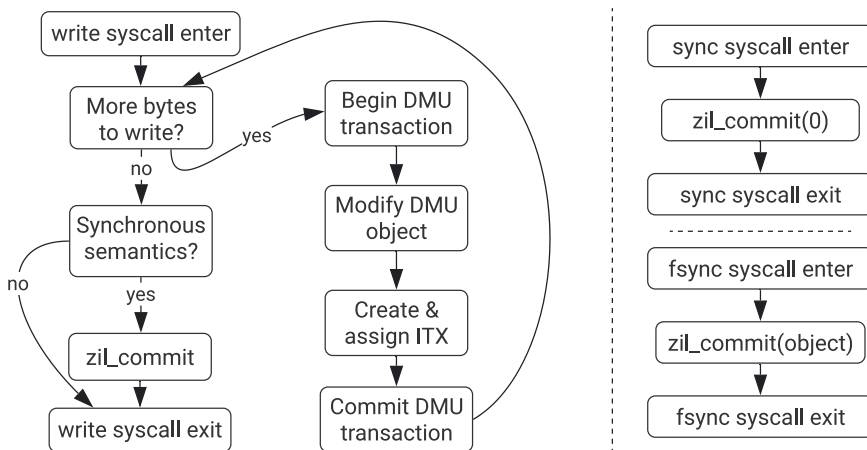 write syscall enter
More bytes
to write?
yes
no
Synchronous
semantics?
no
yes
zil_commit
write syscall exit
Begin DMU
transaction
Modify DMU
object
Create &
assign ITX
Commit DMU
transaction
sync syscall enter
zil_commit(0)
sync syscall exit
fsync syscall enter
zil_commit(object)
fsync syscall exit